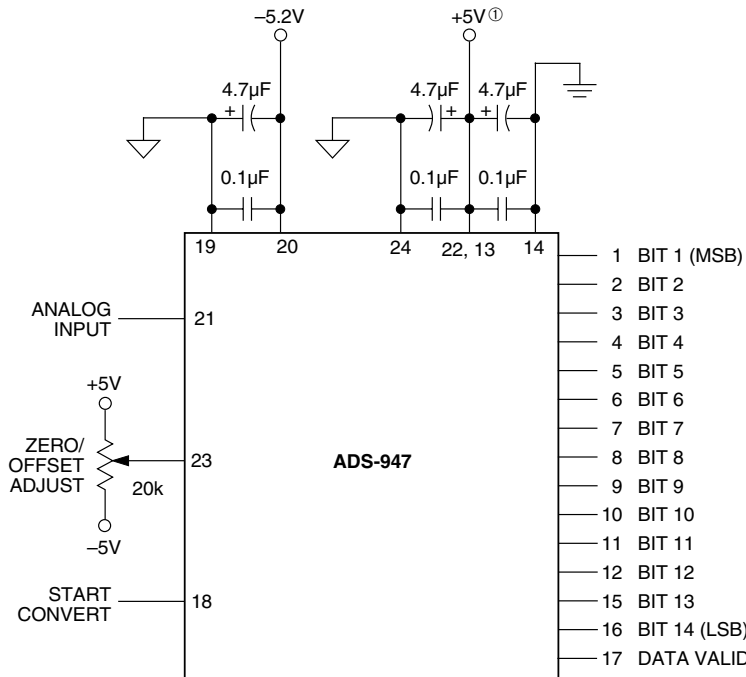 –5.2V
+5V ①
4.7µF
+
4.7µF
+
4.7µF
+
0.1µF
0.1µF
0.1µF
19
20
24
22, 13
14
ANALOG
INPUT
21
+5V
ZERO/
OFFSET
ADJUST
20k
23
–5V
START
CONVERT
18
ADS-947
1 BIT 1 (MSB)
2 BIT 2
3 BIT 3
4 BIT 4
5 BIT 5
6 BIT 6
7 BIT 7
8 BIT 8
9 BIT 9
10 BIT 10
11 BIT 11
12 BIT 12
15 BIT 13
16 BIT 14 (LSB)
17 DATA VALID